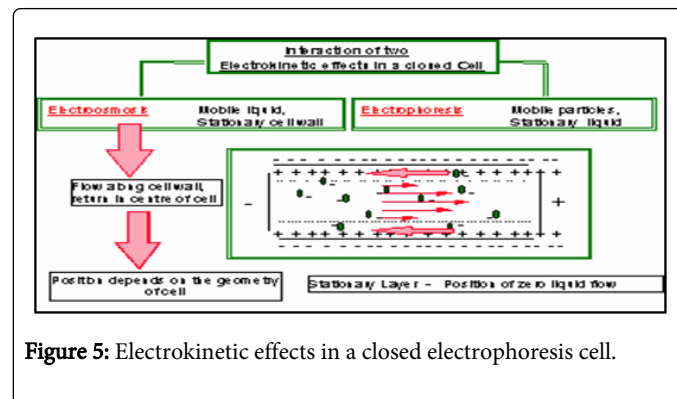 Interaction of two
Electrokinetic effects in a closed Cell
Electroosmosis Mobile liquid,
Stationary cell wall
Electrophoresis Mobile particles,
Stationary liquid
Flow along cell wall,
return in centre of cell
- - - - - - - - - - - - - - - - -
+ + + + + + + + + + + + + +
- +
+ + + + + + + + + + + + + +
- - - - - - - - - - - - - - - - -
Position depends on the geometry
of cell
Stationary Layer - Position of zero liquid flow
Figure 5: Electrokinetic effects in a closed electrophoresis cell.